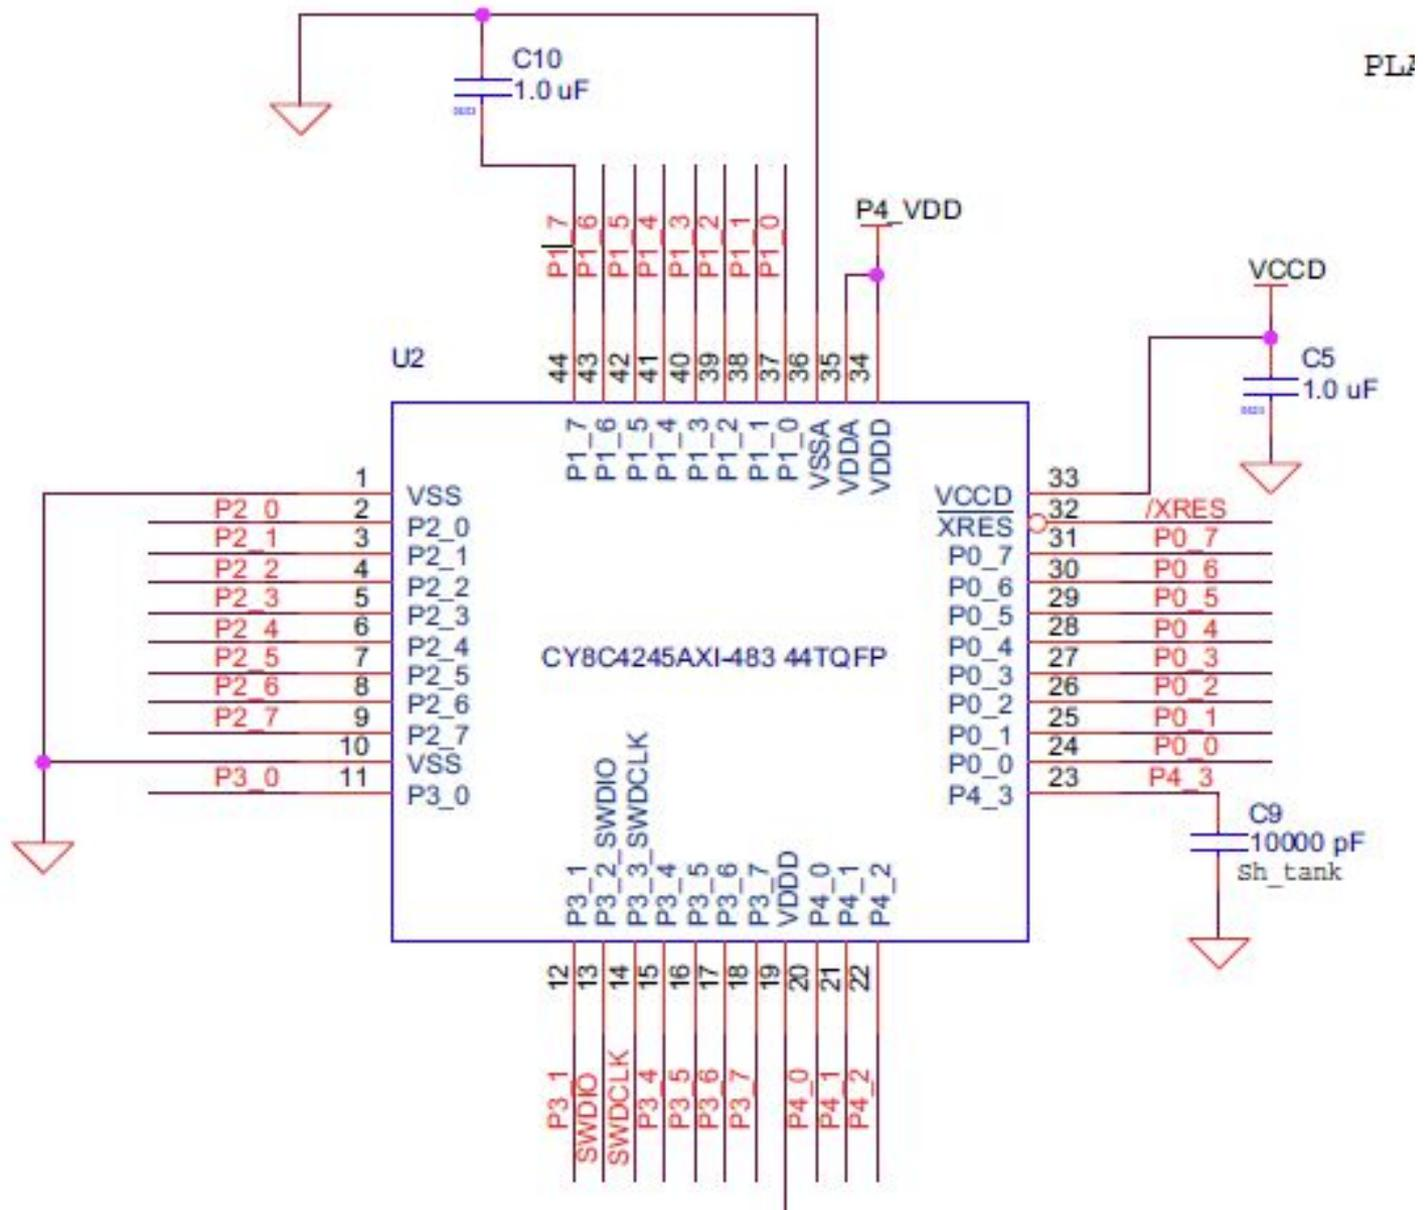 PLA
C10
1.0 uF
P1_7
P1_6
P1_5
P1_4
P1_3
P1_2
P1_1
P1_0
P4_VDD
VCCD
C5
1.0 uF
U2
44
43
42
41
40
39
38
37
36
35
34
P1_7
P1_6
P1_5
P1_4
P1_3
P1_2
P1_1
P1_0
VSSA
VDDA
VDDD
1
VSS
P2_0
2
P2_0
P2_1
3
P2_1
P2_2
4
P2_2
P2_3
5
P2_3
P2_4
6
P2_4
P2_5
7
P2_5
P2_6
8
P2_6
P2_7
9
P2_7
10
VSS
P3_0
11
P3_0
CY8C4245AXI-483 44TQFP
VCCD
33
XRES
32
/XRES
P0_7
31
P0_7
P0_6
30
P0_6
P0_5
29
P0_5
P0_4
28
P0_4
P0_3
27
P0_3
P0_2
26
P0_2
P0_1
25
P0_1
P0_0
24
P0_0
P4_3
23
P4_3
C9
10000 pF
Sh_tank
P3_1
P3_2_SWDIO
P3_3_SWDCLK
P3_4
P3_5
P3_6
P3_7
VDDD
P4_0
P4_1
P4_2
12
13
14
15
16
17
18
19
20
21
22
P3_1
SWDIO
SWDCLK
P3_4
P3_5
P3_6
P3_7
P4_0
P4_1
P4_2